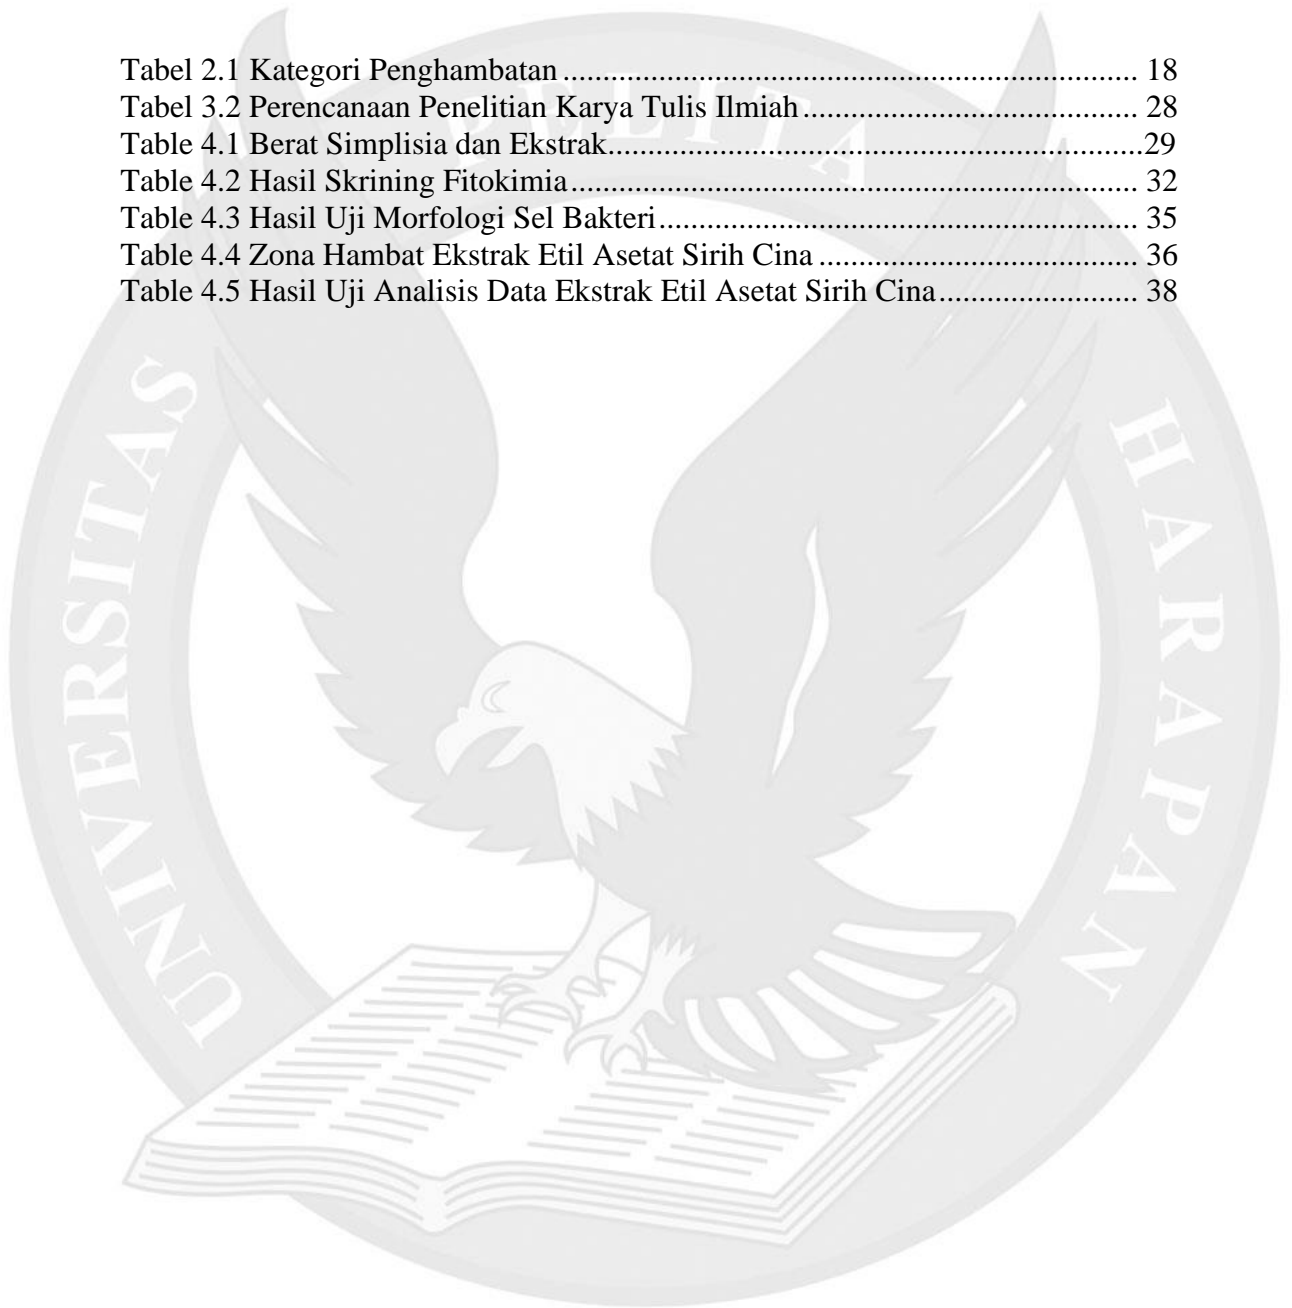 Tabel 2.1 Kategori Penghambatan ....................................................................... 18
Tabel 3.2 Perencanaan Penelitian Karya Tulis Ilmiah ......................................... 28
Table 4.1 Berat Simplisia dan Ekstrak..................................................................29
Table 4.2 Hasil Skrining Fitokimia...................................................................... 32
Table 4.3 Hasil Uji Morfologi Sel Bakteri........................................................... 35
Table 4.4 Zona Hambat Ekstrak Etil Asetat Sirih Cina ....................................... 36
Table 4.5 Hasil Uji Analisis Data Ekstrak Etil Asetat Sirih Cina......................... 38
UNIVERSITAS
PELITA
HARAPAN